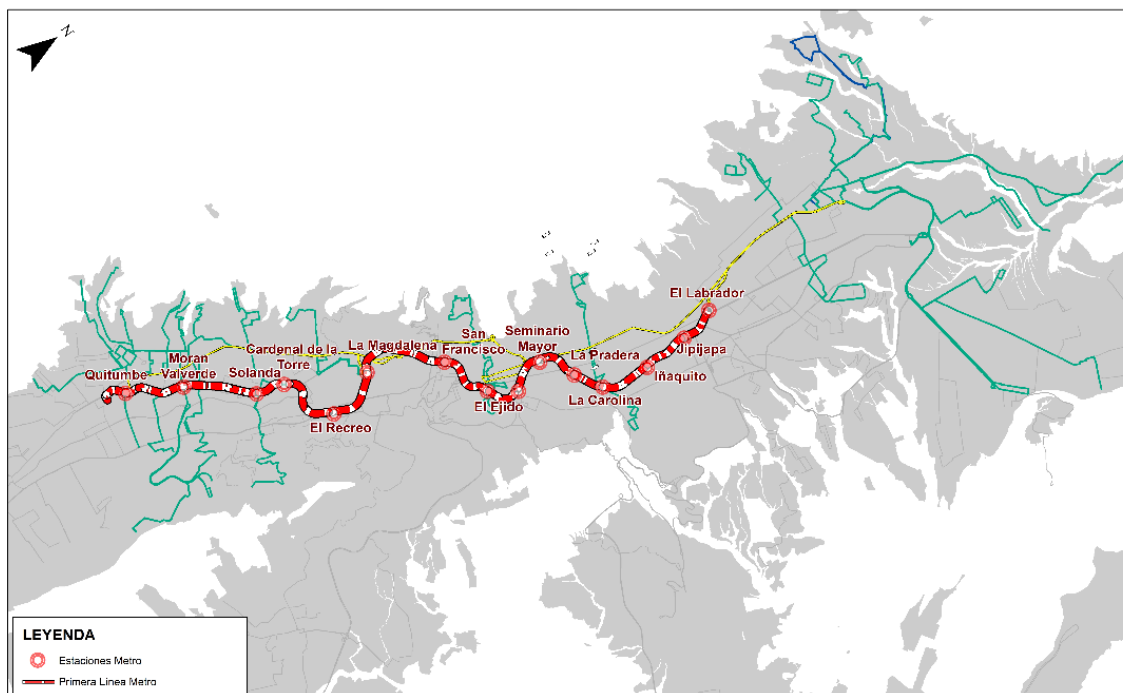 N
El Labrador
Jipijapa
Seminario
Mayor
La Pradera
Iñaquito
San
Francisco
La Carolina
La Magdalena
El Ejido
Cardenal de la
Torre
Moran
Valverde
Solanda
Quitumbe
El Recreo
LEYENDA
Estaciones Metro
Primera Linea Metro